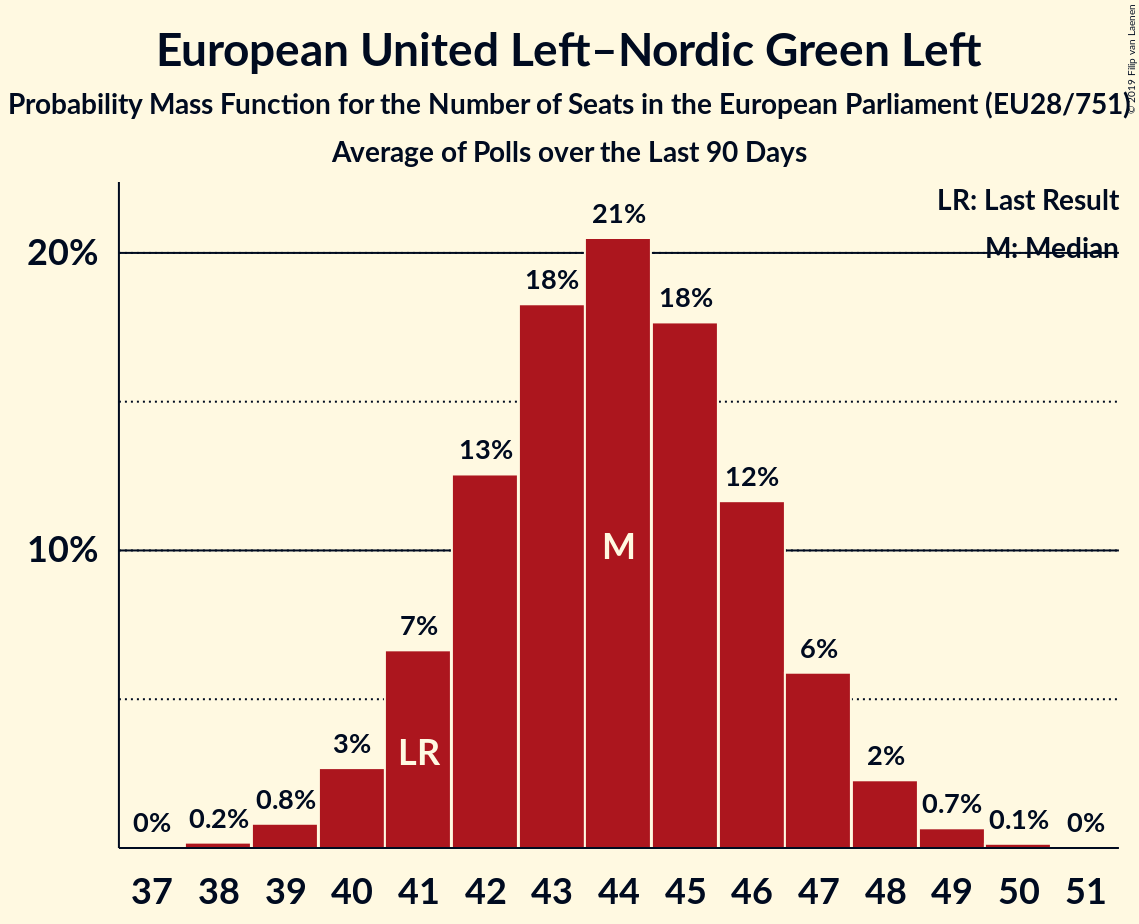 European United Left–Nordic Green Left
Probability Mass Function for the Number of Seats in the European Parliament (EU28/751)
Average of Polls over the Last 90 Days
© 2019 Filip van Laenen
LR: Last Result
M: Median
20%
10%
0%
0.2%
0.8%
3%
7%
13%
18%
21%
18%
12%
6%
2%
0.7%
0.1%
0%
LR
M
37 38 39 40 41 42 43 44 45 46 47 48 49 50 51